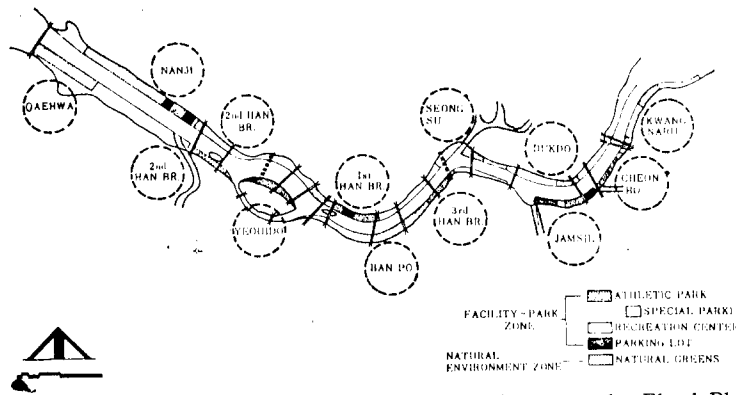 NANJI
2nd HAN
BR.
SEONG
SU
QAEHWA
KWANG
NARU
DUKDO
2nd
HAN BR.
1st
HAN BR.
CHEON
HO
YEOUIDO
3rd
HAN BR.
JAMSIL
BAN PO
ATHLETIC PARK
SPECIAL PARK
FACILITY-PARK
ZONE
RECREATION CENTER
PARKING LOT
NATURAL
ENVIRONMENT ZONE
NATURAL GREENS